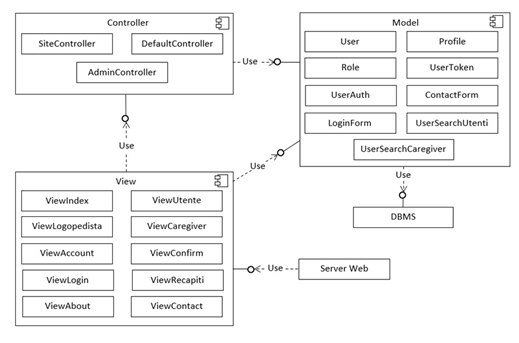 Controller
SiteController
DefaultController
AdminController
Use
Model
User
Profile
Role
UserToken
UserAuth
ContactForm
LoginForm
UserSearchUtenti
UserSearchCaregiver
Use
Use
Use
DBMS
View
ViewIndex
ViewUtente
ViewLogopedista
ViewCaregiver
ViewAccount
ViewConfirm
ViewLogin
ViewRecapiti
ViewAbout
ViewContact
Use
Server Web